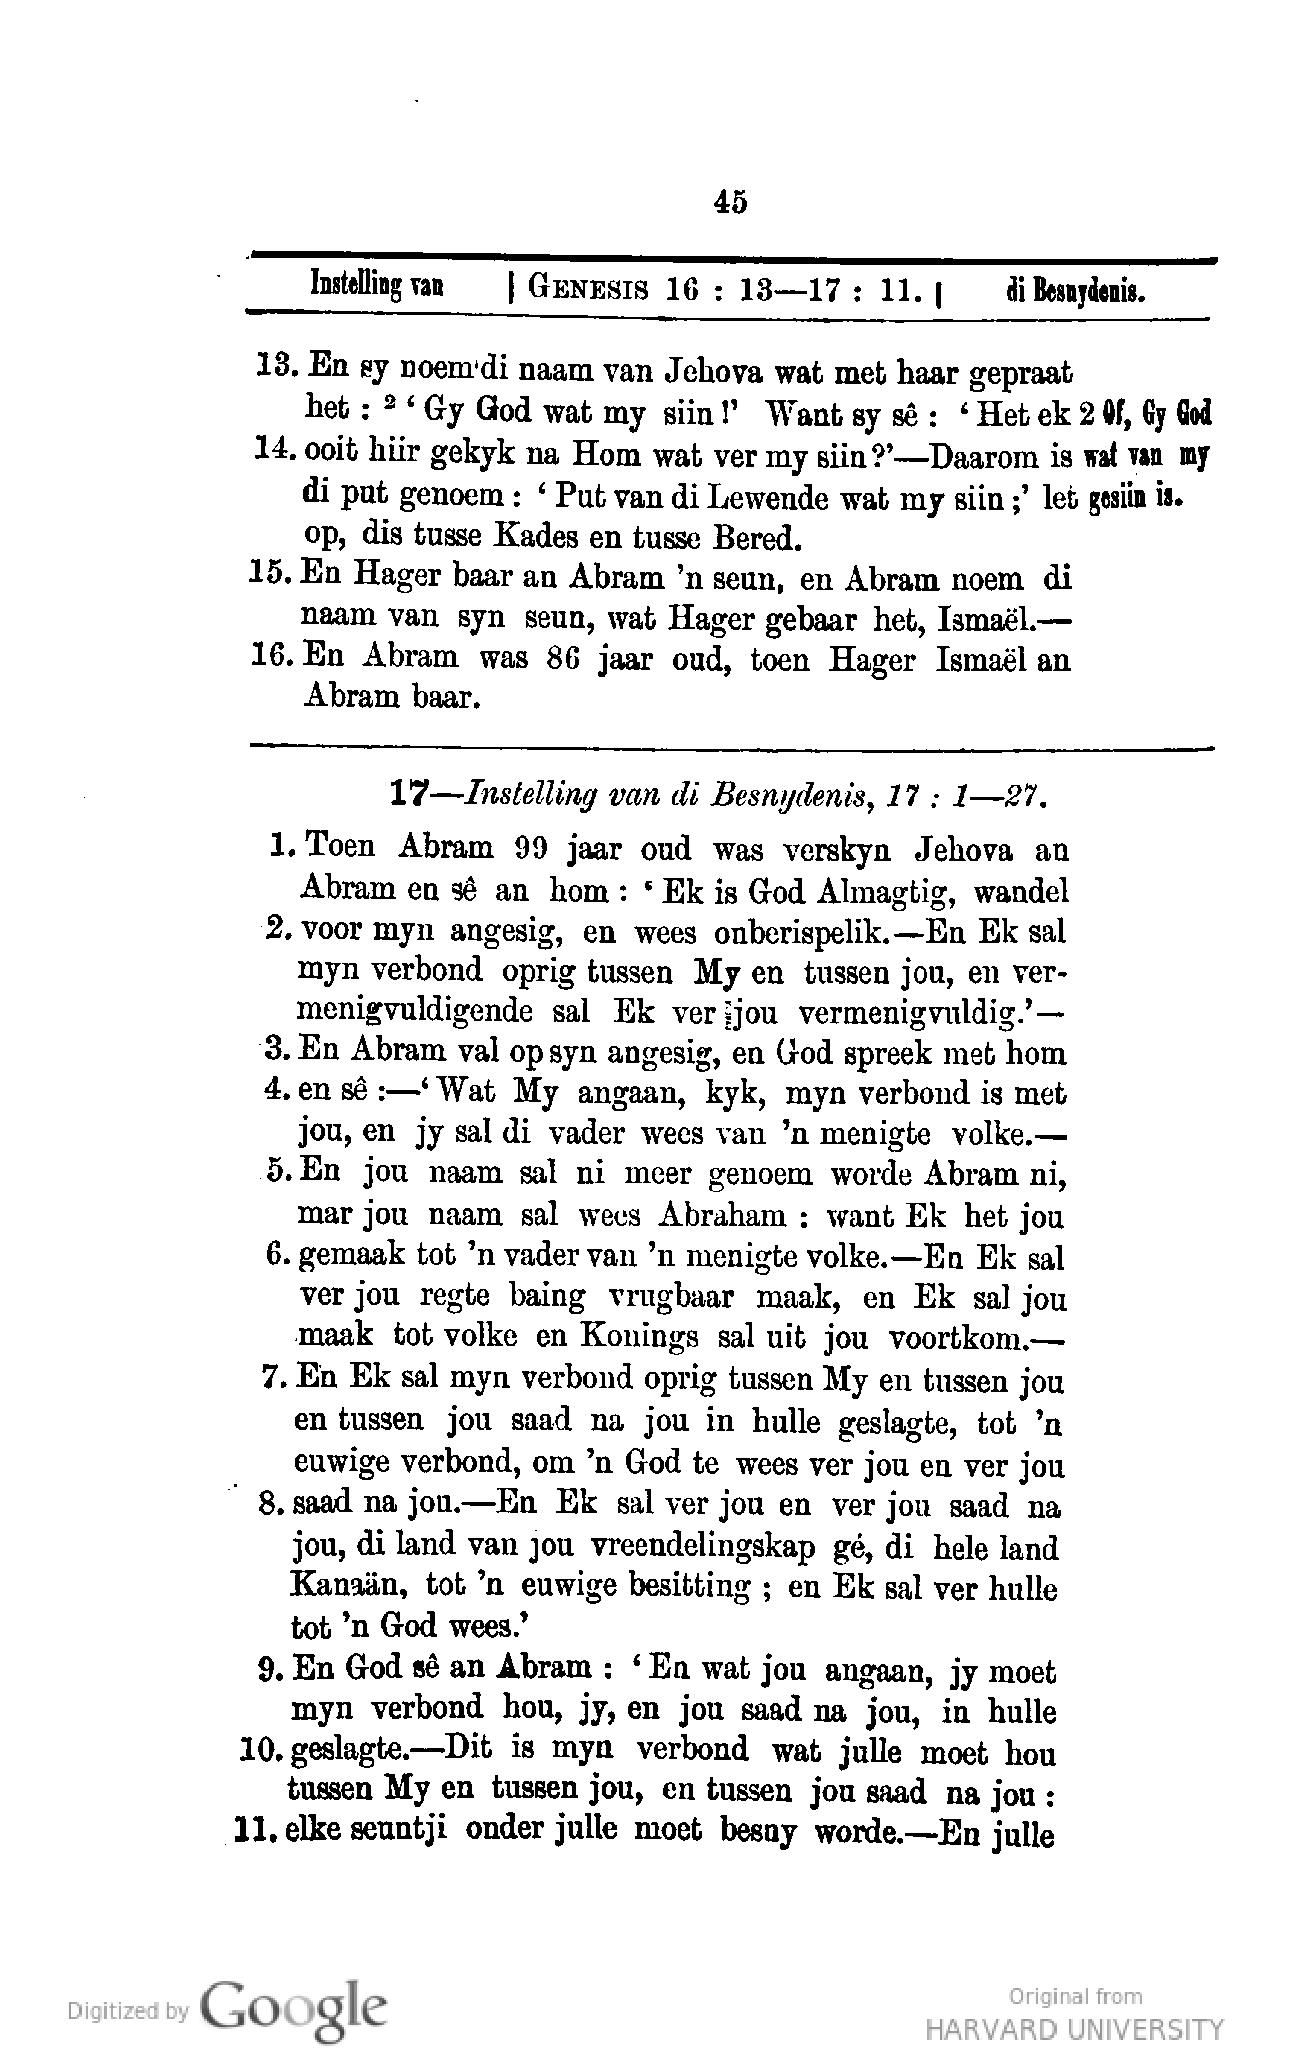 45
Instelling van | GENESIS 16 : 13—17 : 11. | di Besnydenis.
13. En sy noem di naam van Jehova wat met haar gepraat
het : 2 ‘ Gy God wat my siin !’ Want sy sê : ‘ Het ek 2 Of, Gy God
14. ooit hiir gekyk na Hom wat ver my siin ?’—Daarom is wat van my
di put genoem : ‘ Put van di Lewende wat my siin ;’ let gesiin is.
op, dis tusse Kades en tusse Bered.
15. En Hager baar an Abram ’n seun, en Abram noem di
naam van syn seun, wat Hager gebaar het, Ismaël.—
16. En Abram was 86 jaar oud, toen Hager Ismaël an
Abram baar.
17—Instelling van di Besnydenis, 17 : 1—27.
1. Toen Abram 99 jaar oud was verskyn Jehova an
Abram en sê an hom : ‘ Ek is God Almagtig, wandel
2. voor myn angesig, en wees onberispelik.—En Ek sal
myn verbond oprig tussen My en tussen jou, en ver-
menigvuldigende sal Ek ver jou vermenigvuldig.’—
3. En Abram val op syn angesig, en God spreek met hom
4. en sê :—‘ Wat My angaan, kyk, myn verbond is met
jou, en jy sal di vader wees van ’n menigte volke.—
5. En jou naam sal ni meer genoem worde Abram ni,
mar jou naam sal wees Abraham : want Ek het jou
6. gemaak tot ’n vader van ’n menigte volke.—En Ek sal
ver jou regte baing vrugbaar maak, en Ek sal jou
maak tot volke en Konings sal uit jou voortkom.—
7. En Ek sal myn verbond oprig tussen My en tussen jou
en tussen jou saad na jou in hulle geslagte, tot ’n
euwige verbond, om ’n God te wees ver jou en ver jou
8. saad na jou.—En Ek sal ver jou en ver jou saad na
jou, di land van jou vreendelingskap gé, di hele land
Kanaän, tot ’n euwige besitting ; en Ek sal ver hulle
tot ’n God wees.’
9. En God sê an Abram : ‘ En wat jou angaan, jy moet
myn verbond hou, jy, en jou saad na jou, in hulle
10. geslagte.—Dit is myn verbond wat julle moet hou
tussen My en tussen jou, en tussen jou saad na jou :
11. elke seuntji onder julle moet besny worde.—En julle
Digitized by Google
Original from
HARVARD UNIVERSITY